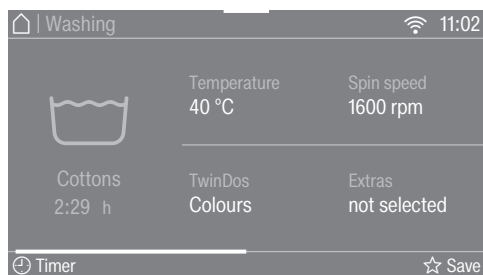 | Washing 11:02
Temperature Spin speed
40 °C 1600 rpm
Cottons TwinDos Extras
2:29 h Colours not selected
Timer Save